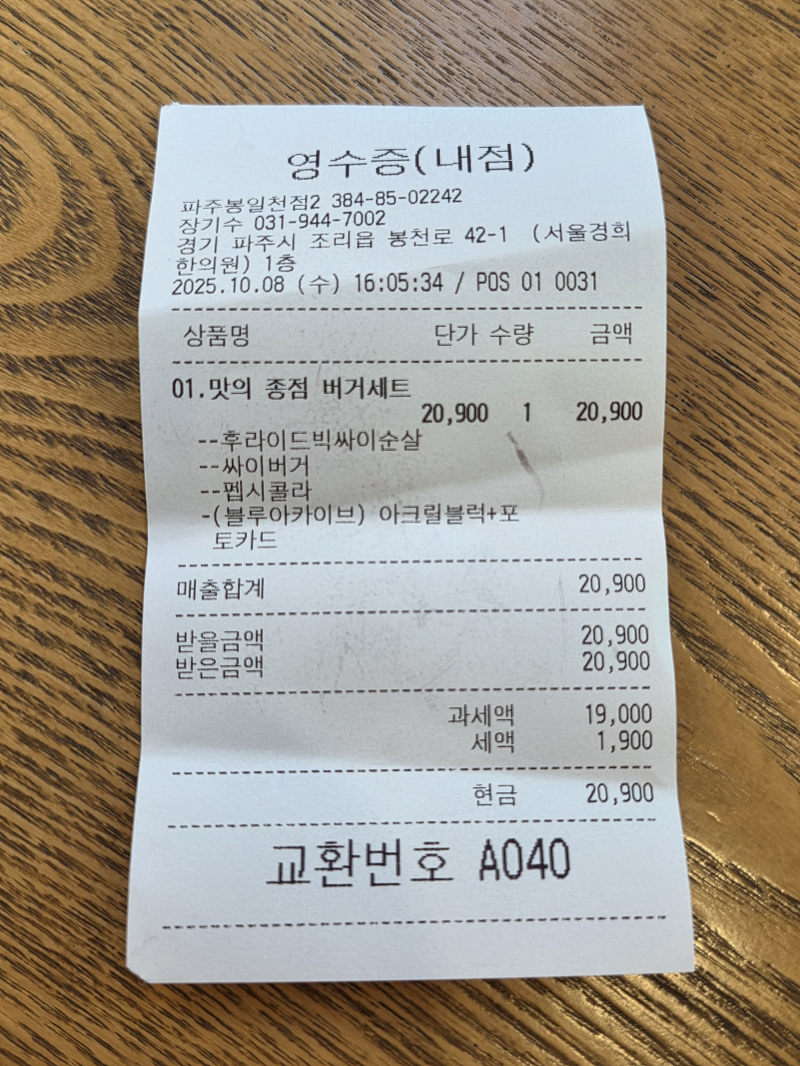 영수증(내점)
파주봉일천점2 384-85-02242
장기수 031-944-7002
경기 파주시 조리읍 봉천로 42-1 (서울경희
한의원) 1층
2025.10.08 (수) 16:05:34 / POS 01 0031
상품명 단가 수량 금액
01.맛의 종점 버거세트
20,900 1 20,900
--후라이드빅싸이순살
--싸이버거
--펩시콜라
-(블루아카이브) 아크릴블럭+포
토카드
매출합계 20,900
받을금액 20,900
받은금액 20,900
과세액 19,000
세액 1,900
현금 20,900
교환번호 A040